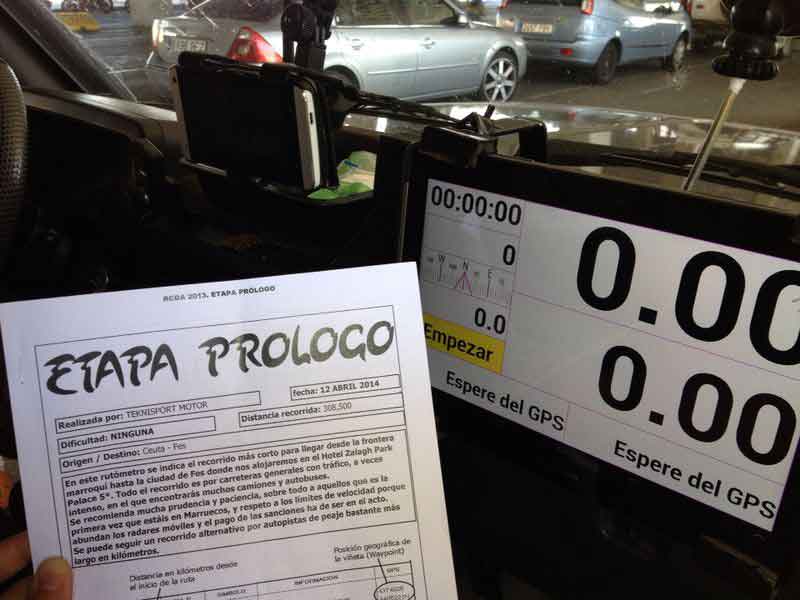 RCDA 2013. ETAPA PRÓLOGO
ETAPA PROLOGO
Realizada por: TEKNISPORT MOTOR
fecha: 12 ABRIL 2014
Dificultad: NINGUNA
Distancia recorrida: 308,500
Origen / Destino: Ceuta - Fes
En este rutómetro se indica el recorrido más corto para llegar desde la frontera
marroquí hasta la ciudad de Fes donde nos alojaremos en el Hotel Zalagh Park
Palace 5*. Todo el recorrido es por carreteras generales con tráfico, a veces
intenso, en el que encontrarás muchos camiones y autobuses.
Se recomienda mucha prudencia y paciencia, sobre todo a aquellos que es la
primera vez que estáis en Marruecos, y respeto a los límites de velocidad porque
abundan los radares móviles y el pago de las sanciones ha de ser en el acto.
Se puede seguir un recorrido alternativo por autopistas de peaje bastante más
largo en kilómetros.
Distancia en kilómetros desde
el inicio de la ruta
Posición geográfica de
la viñeta (Waypoint)
SIMBOLO
INFORMACION
GPS
00:00:00
0
W N E
0.0
Empezar
0.00
Espere del GPS
0.00
Espere del GPS